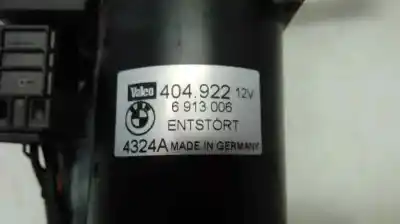 Valeo 404.922 12V
6 913 006
ENTSTÖRT
4324A MADE IN GERMANY